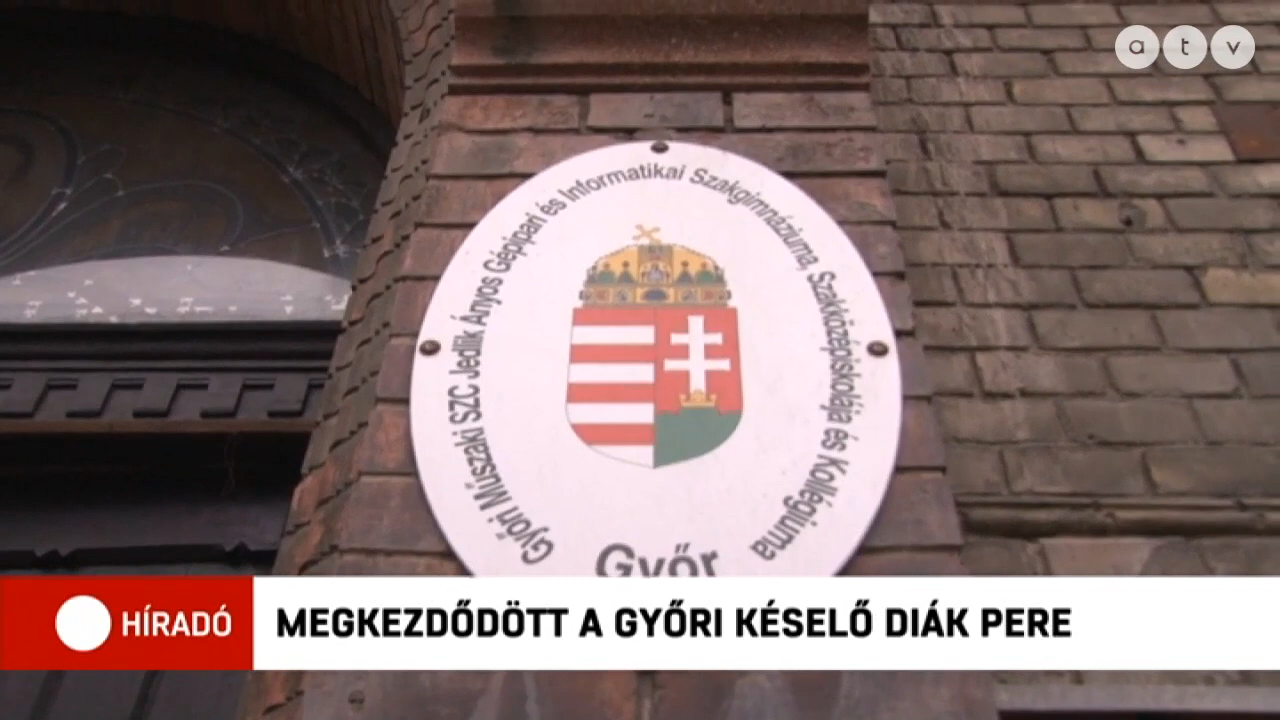 atv
Győri Műszaki SZC Jedlik Ányos Gépipari és Informatikai Szakgimnáziuma, Szakközépiskolája és Kollégiuma
Győr
HÍRADÓ
MEGKEZDŐDÖTT A GYŐRI KÉSELŐ DIÁK PERE